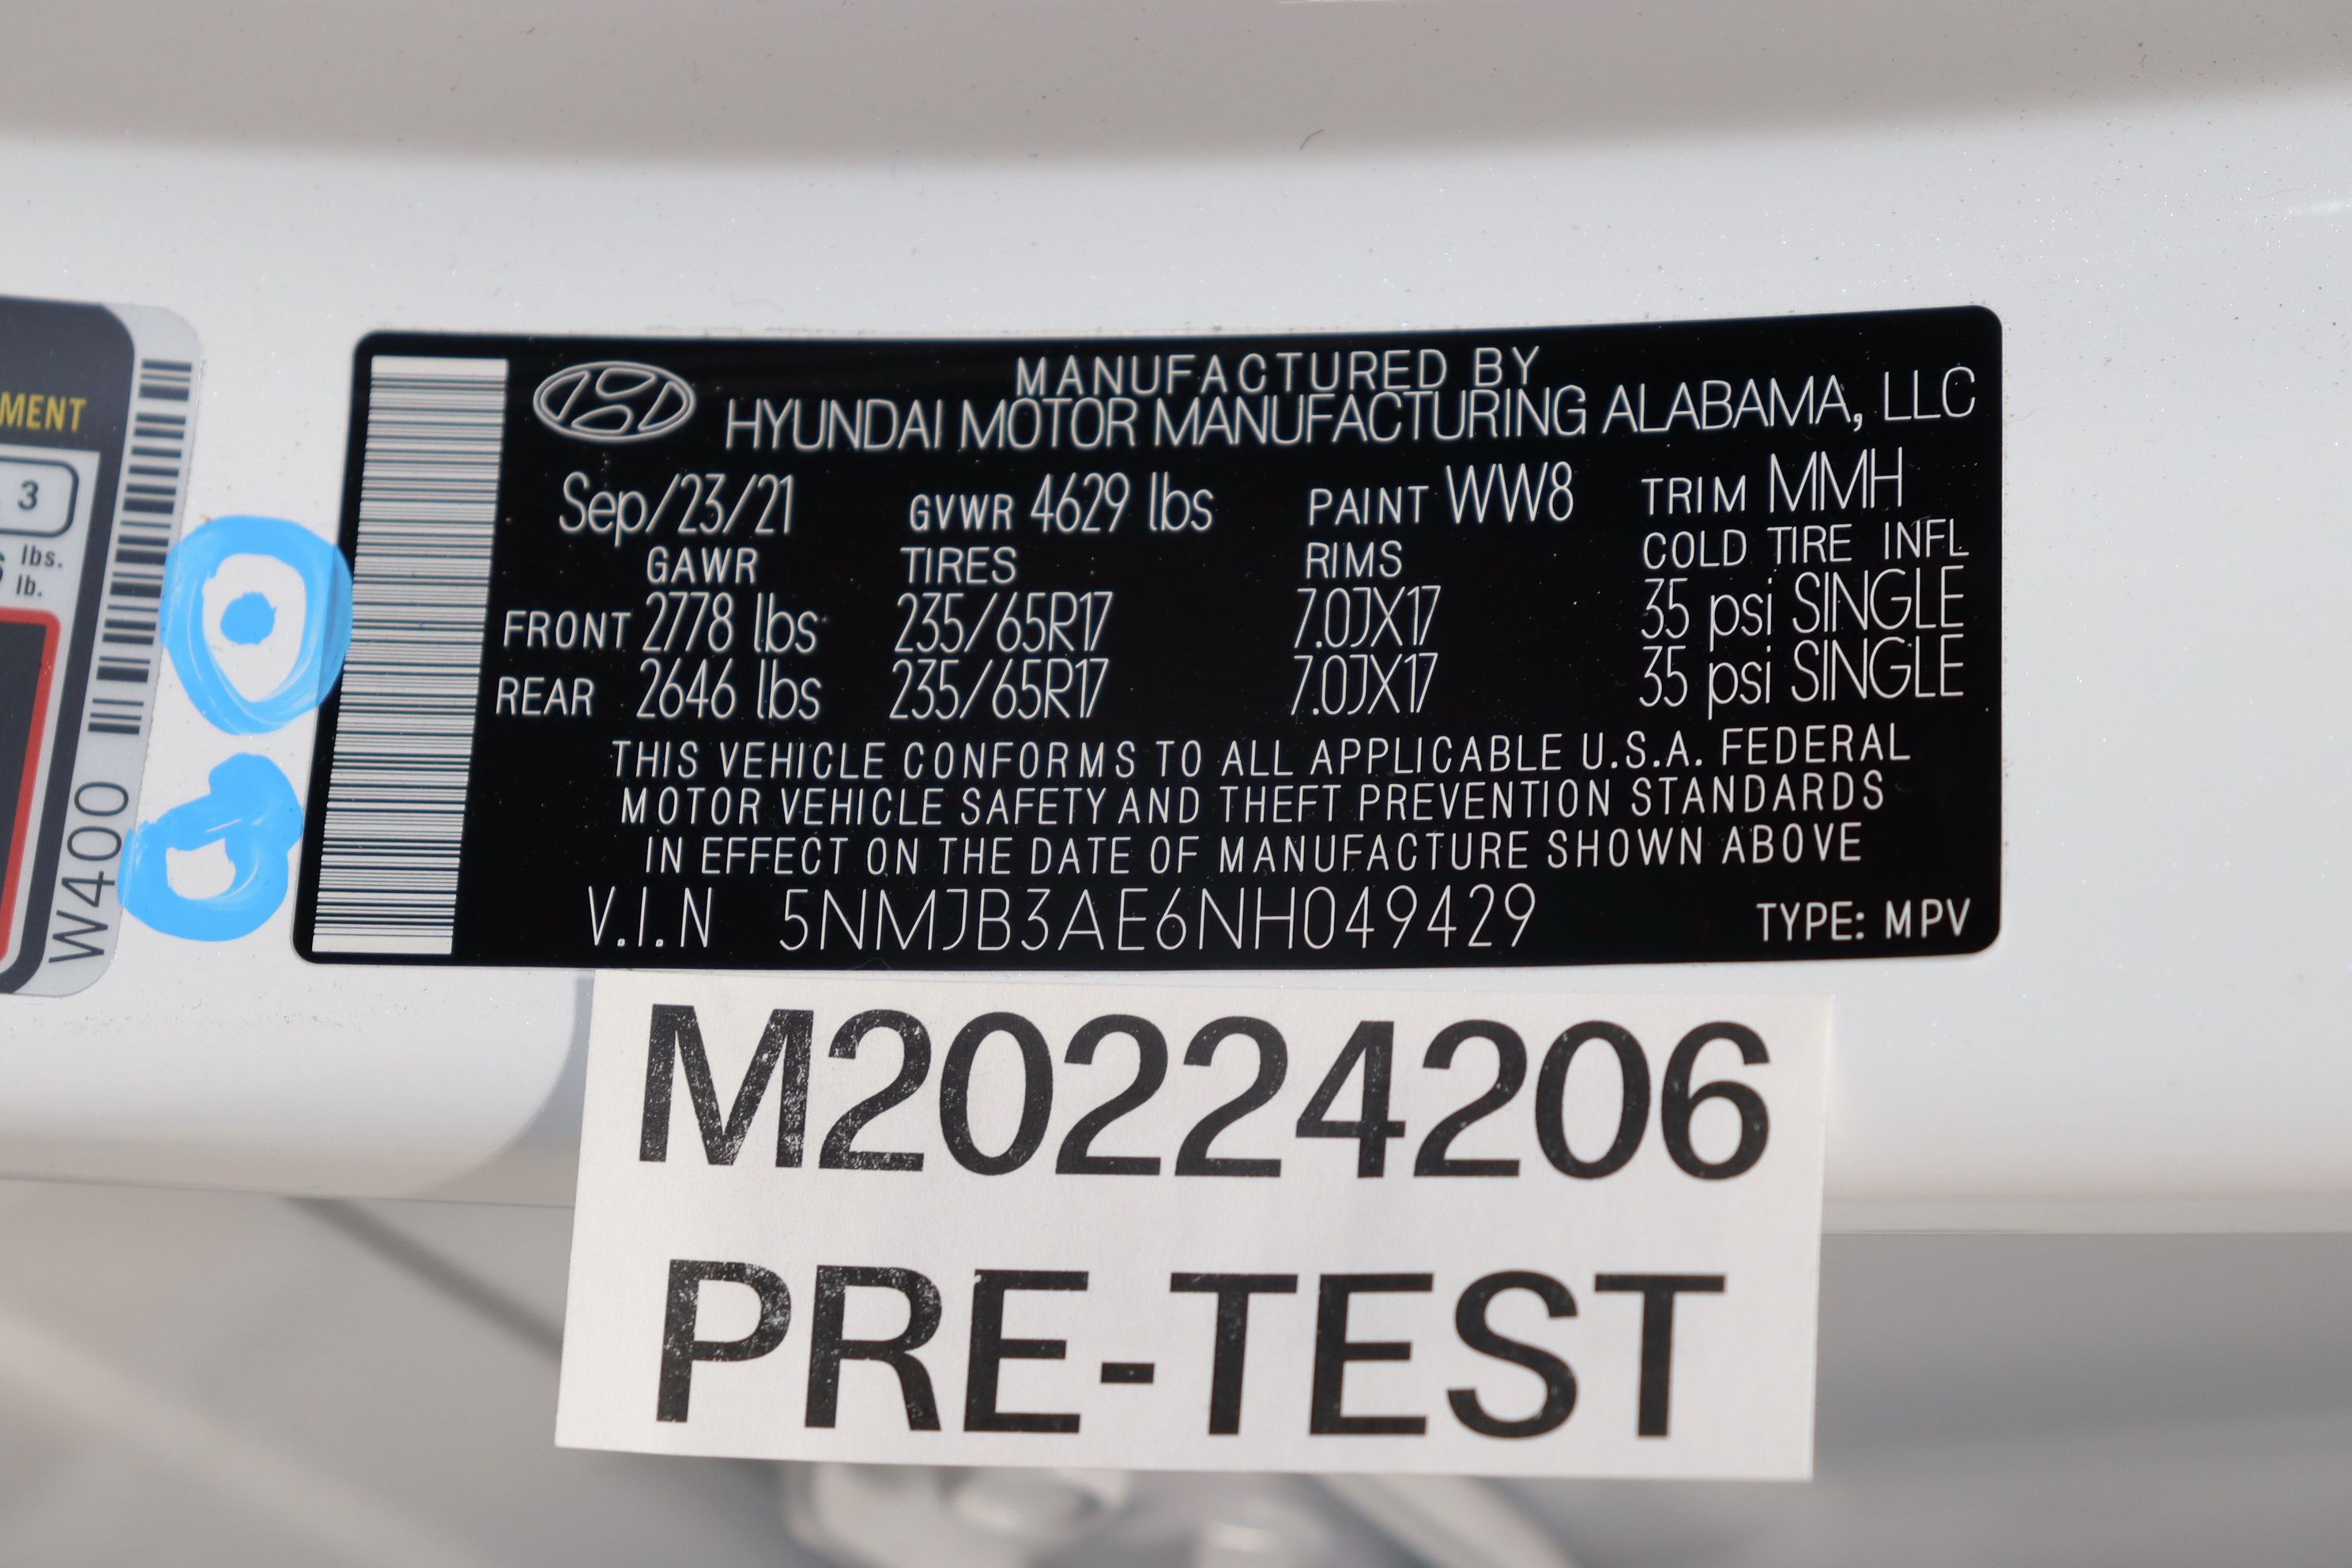 MENT
3
lbs.
lb.
W400
MANUFACTURED BY
HYUNDAI MOTOR MANUFACTURING ALABAMA, LLC
Sep/23/21 GVWR 4629 lbs PAINT WW8 TRIM MMH
GAWR TIRES RIMS COLD TIRE INFL
FRONT 2778 lbs 235/65R17 7.0JX17 35 psi SINGLE
REAR 2646 lbs 235/65R17 7.0JX17 35 psi SINGLE
THIS VEHICLE CONFORMS TO ALL APPLICABLE U.S.A. FEDERAL
MOTOR VEHICLE SAFETY AND THEFT PREVENTION STANDARDS
IN EFFECT ON THE DATE OF MANUFACTURE SHOWN ABOVE
V.I.N 5NMJB3AE6NH049429 TYPE: MPV
M20224206
PRE-TEST